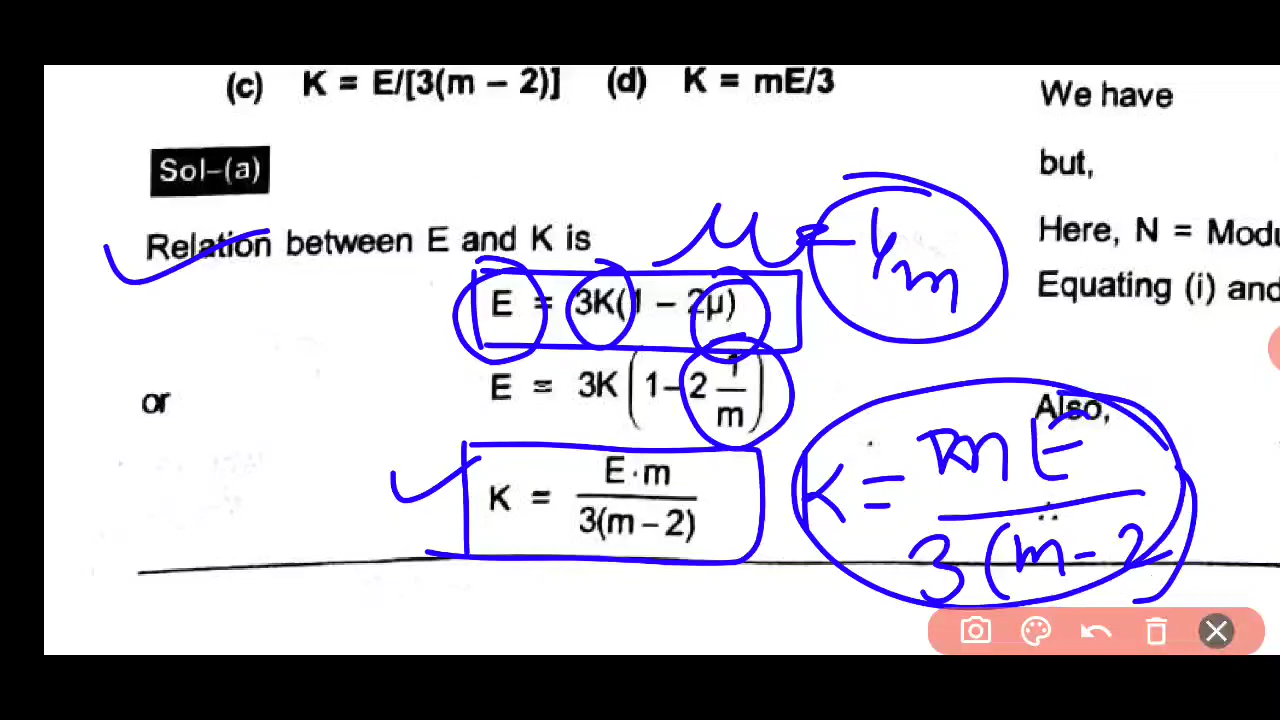 (c) K = E/[3(m – 2)] (d) K = mE/3
Sol–(a)
Relation between E and K is
μ = 1/m
E = 3K(1 – 2μ)
or E = 3K(1–2 1/m)
K = E·m / 3(m – 2)
K = mE / 3(m – 2)
We have
but,
Here, N = Modu
Equating (i) and
Also,
∴